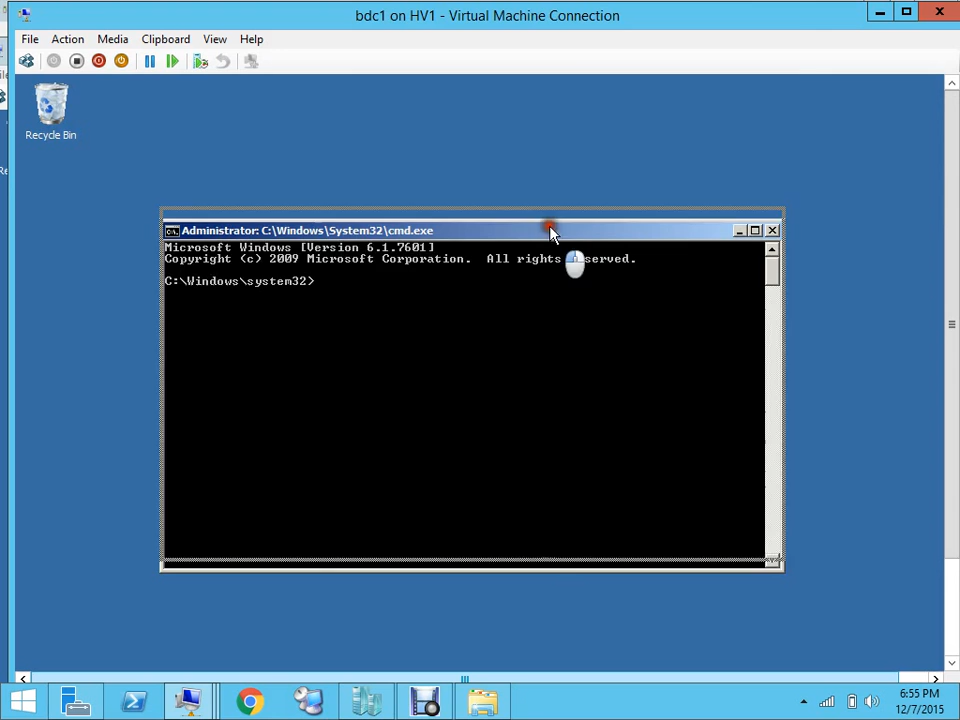 bdc1 on HV1 - Virtual Machine Connection
File Action Media Clipboard View Help
Recycle Bin
Administrator: C:\Windows\System32\cmd.exe
Microsoft Windows [Version 6.1.7601]
Copyright (c) 2009 Microsoft Corporation. All rights served.
C:\Windows\system32>
6:55 PM
12/7/2015